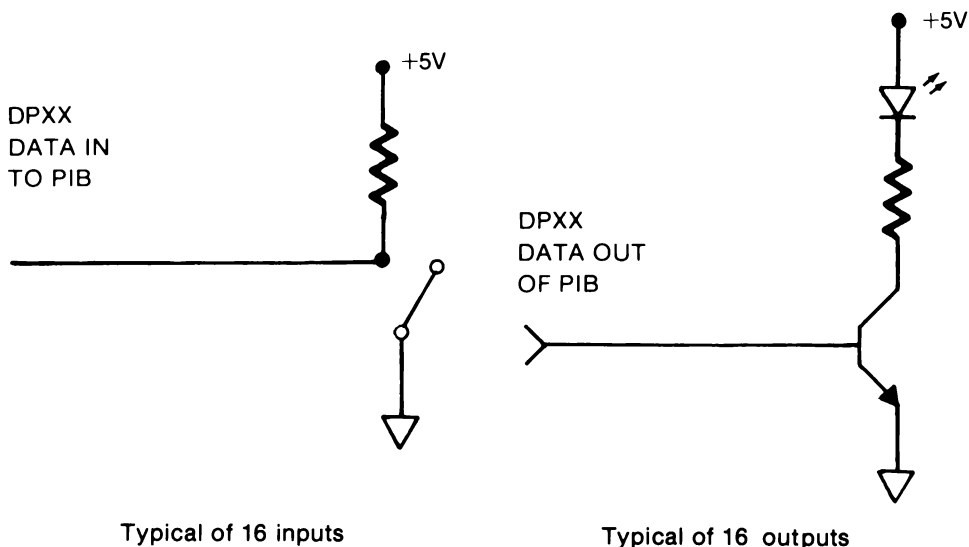 +5V
DPXX
DATA IN
TO PIB
Typical of 16 inputs
+5V
DPXX
DATA OUT
OF PIB
Typical of 16 outputs